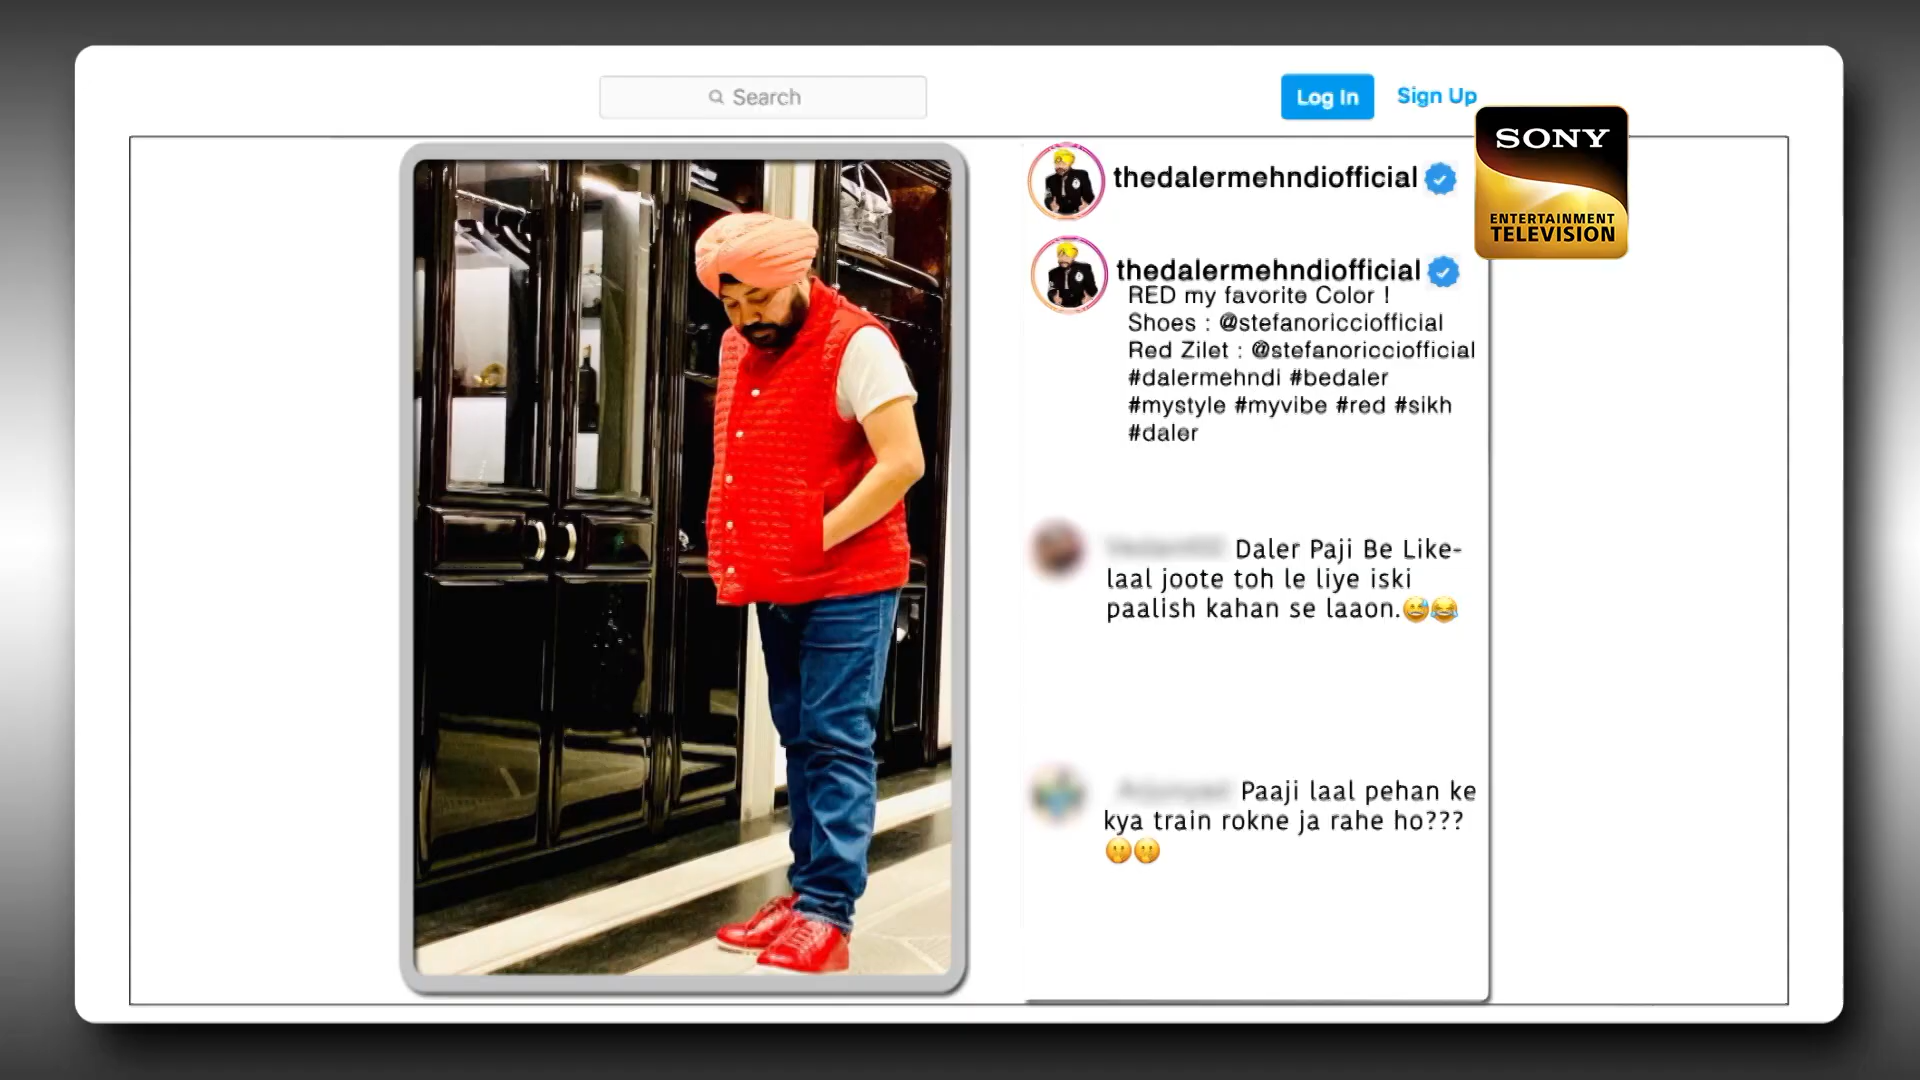 Search
Log In
Sign Up
SONY
ENTERTAINMENT
TELEVISION
thedalermehndiofficial
thedalermehndiofficial
RED my favorite Color !
Shoes : @stefanoricciofficial
Red Zilet : @stefanoricciofficial
#dalermehndi #bedaler
#mystyle #myvibe #red #sikh
#daler
Daler Paji Be Like-
laal joote toh le liye iski
paalish kahan se laaon.😅😂
Paaji laal pehan ke
kya train rokne ja rahe ho???
🤫🤫